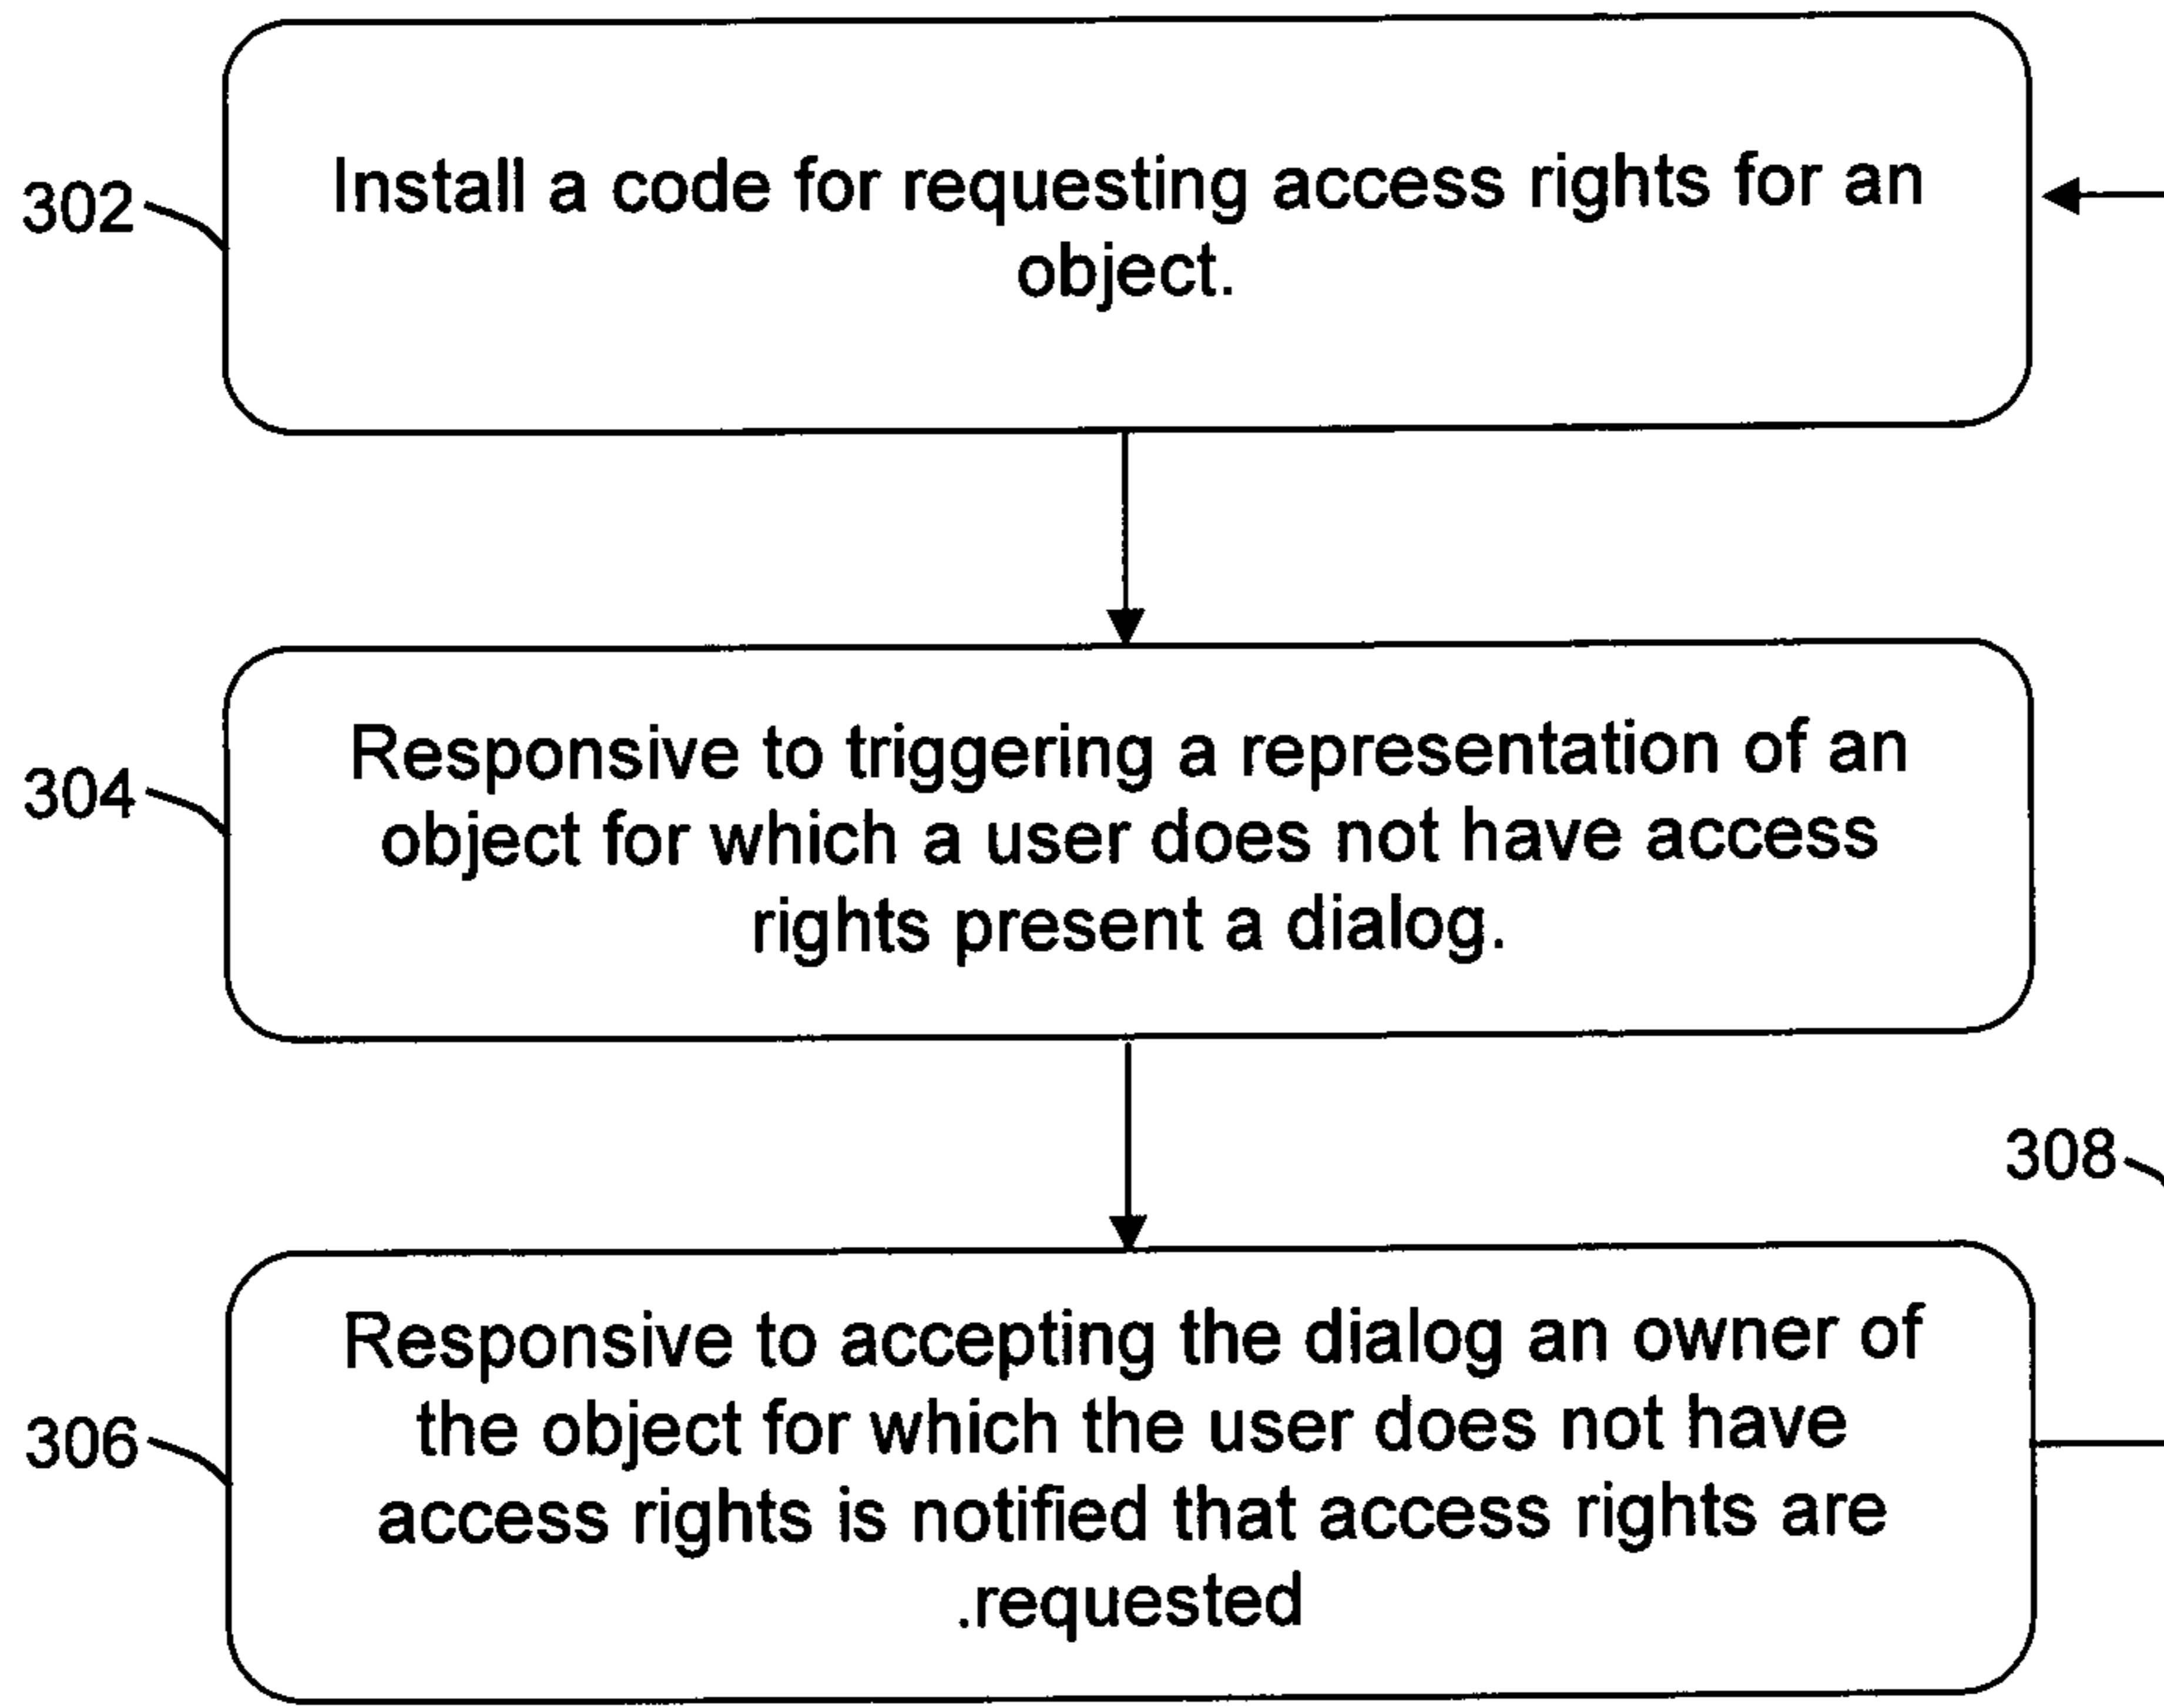 302
Install a code for requesting access rights for an
object.
304
Responsive to triggering a representation of an
object for which a user does not have access
rights present a dialog.
308
306
Responsive to accepting the dialog an owner of
the object for which the user does not have
access rights is notified that access rights are
.requested